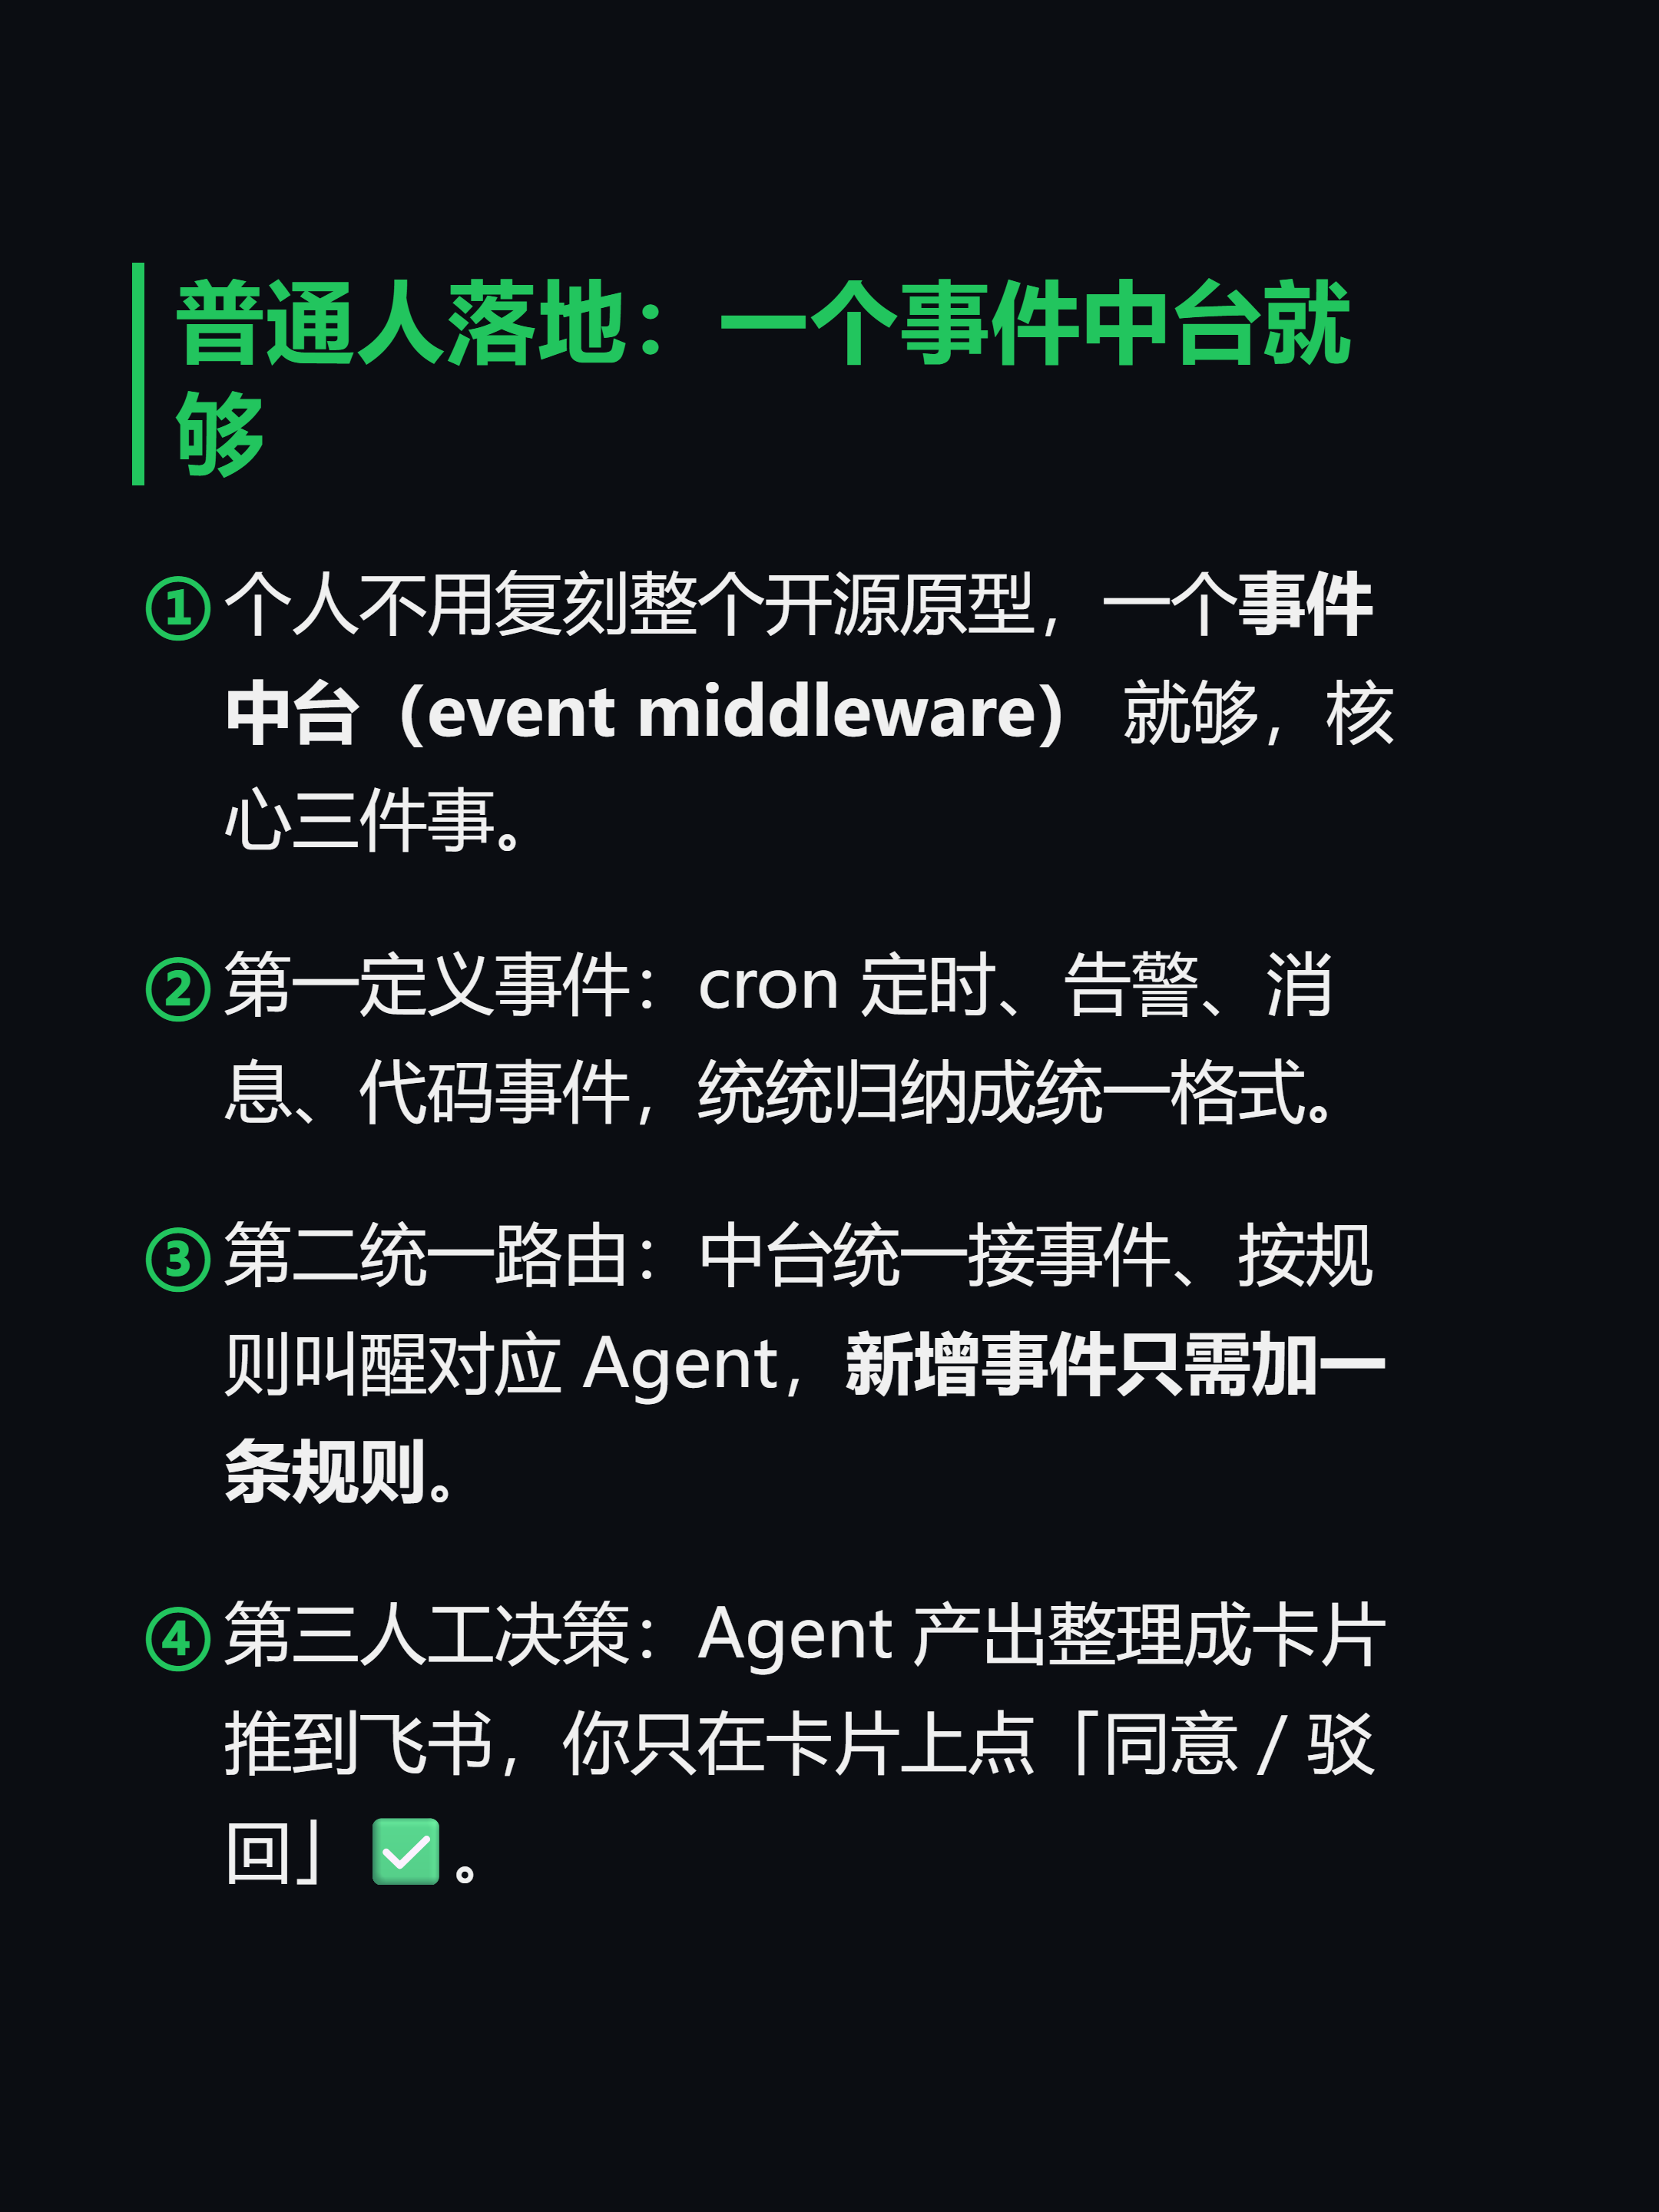 普通人落地：一个事件中台就
够
① 个人不用复刻整个开源原型，一个事件
中台（event middleware） 就够，核
心三件事。
② 第一定义事件：cron 定时、告警、消
息、代码事件，统统归纳成统一格式。
③ 第二统一路由：中台统一接事件、按规
则叫醒对应 Agent，新增事件只需加一
条规则。
④ 第三人工决策：Agent 产出整理成卡片
推到飞书，你只在卡片上点「同意 / 驳
回」 ✅。